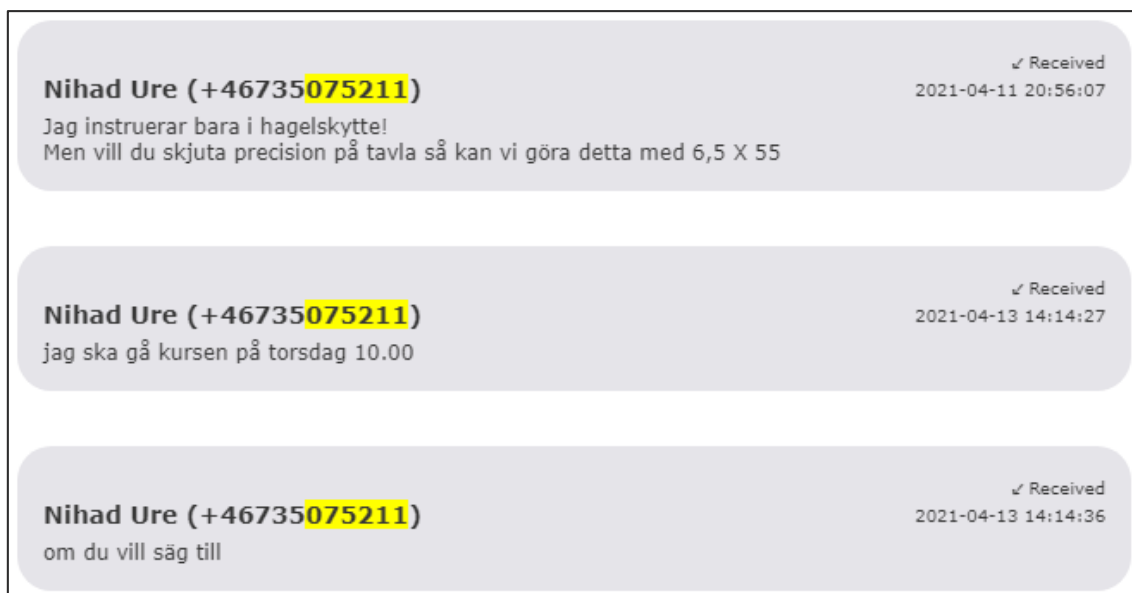 ↙ Received
Nihad Ure (+46735075211)
2021-04-11 20:56:07
Jag instruerar bara i hagelskytte!
Men vill du skjuta precision på tavla så kan vi göra detta med 6,5 X 55
↙ Received
Nihad Ure (+46735075211)
2021-04-13 14:14:27
jag ska gå kursen på torsdag 10.00
↙ Received
Nihad Ure (+46735075211)
2021-04-13 14:14:36
om du vill säg till